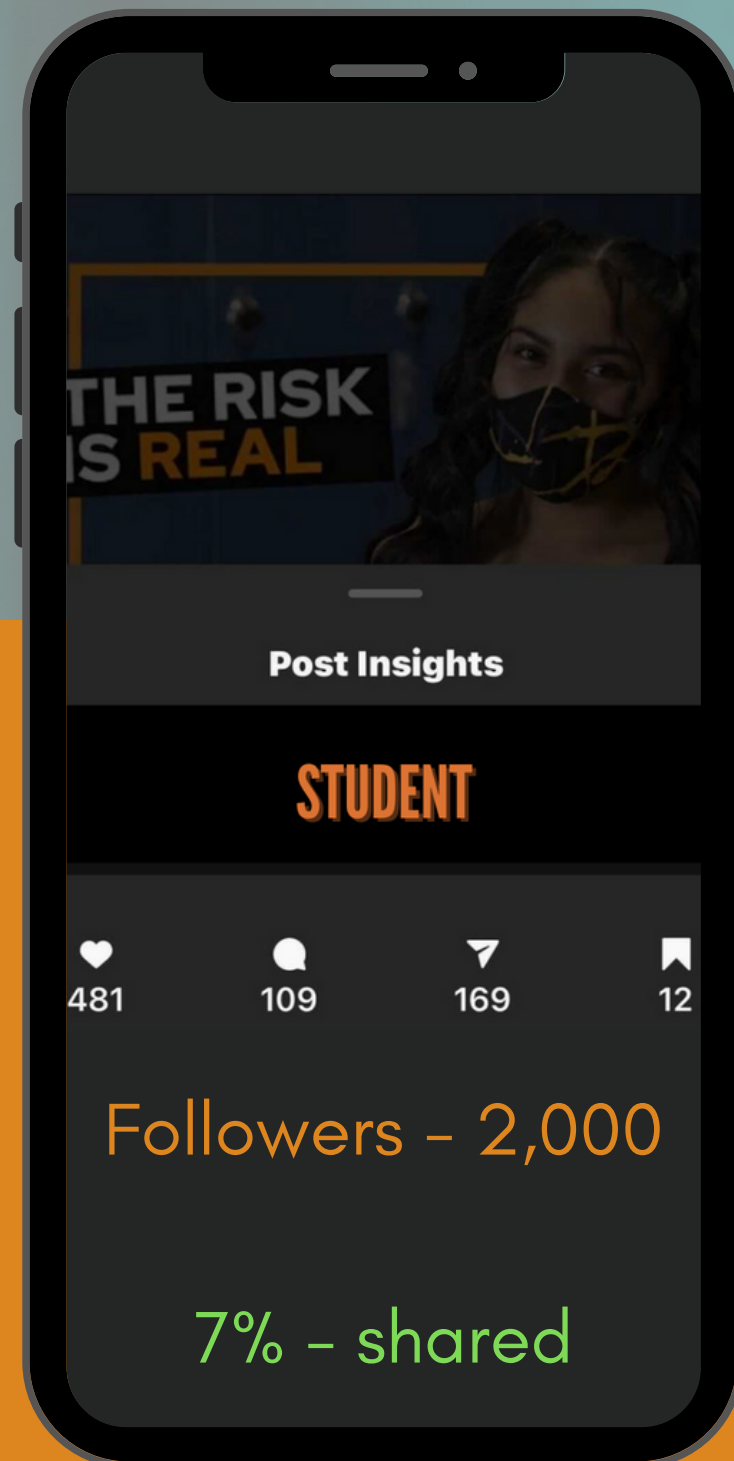 THE RISK
IS REAL
Post Insights
STUDENT
481 109 169 12
Followers – 2,000
7% – shared